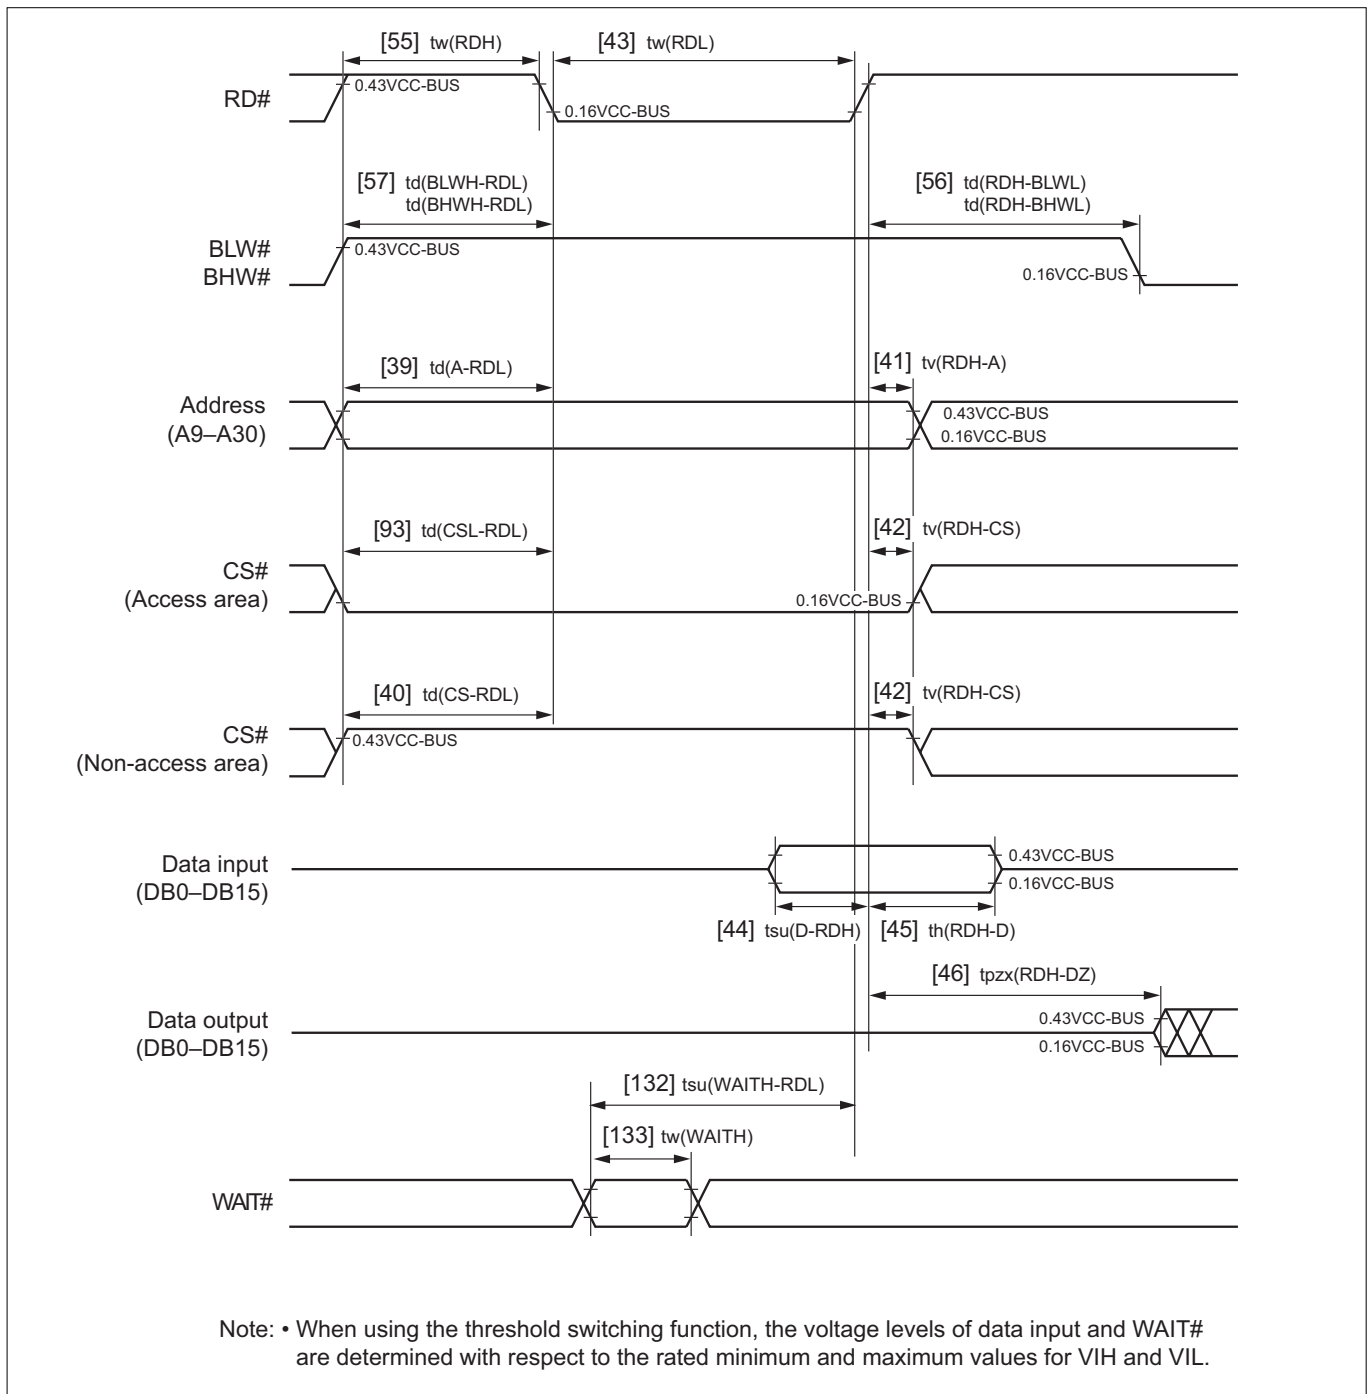 [55] tw(RDH)
[43] tw(RDL)
RD#
0.43VCC-BUS
0.16VCC-BUS
[57] td(BLWH-RDL)
td(BHWH-RDL)
[56] td(RDH-BLWL)
td(RDH-BHWL)
BLW#
BHW#
0.43VCC-BUS
0.16VCC-BUS
[39] td(A-RDL)
[41] tv(RDH-A)
Address
(A9–A30)
0.43VCC-BUS
0.16VCC-BUS
[93] td(CSL-RDL)
[42] tv(RDH-CS)
CS#
(Access area)
0.16VCC-BUS
[40] td(CS-RDL)
[42] tv(RDH-CS)
CS#
(Non-access area)
0.43VCC-BUS
Data input
(DB0–DB15)
0.43VCC-BUS
0.16VCC-BUS
[44] tsu(D-RDH)
[45] th(RDH-D)
[46] tpzx(RDH-DZ)
Data output
(DB0–DB15)
0.43VCC-BUS
0.16VCC-BUS
[132] tsu(WAITH-RDL)
[133] tw(WAITH)
WAIT#
Note: • When using the threshold switching function, the voltage levels of data input and WAIT#
are determined with respect to the rated minimum and maximum values for VIH and VIL.